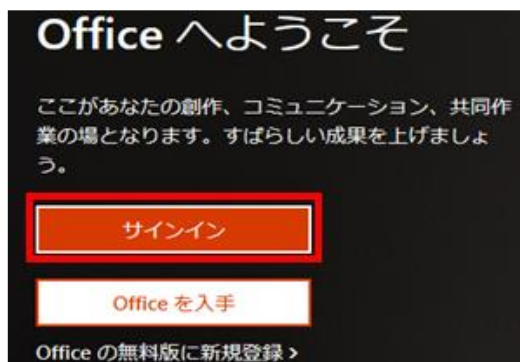 Office へようこそ
ここがあなたの創作、コミュニケーション、共同作
業の場となります。すばらしい成果を上げましょ
う。
サインイン
Office を入手
Office の無料版に新規登録 >